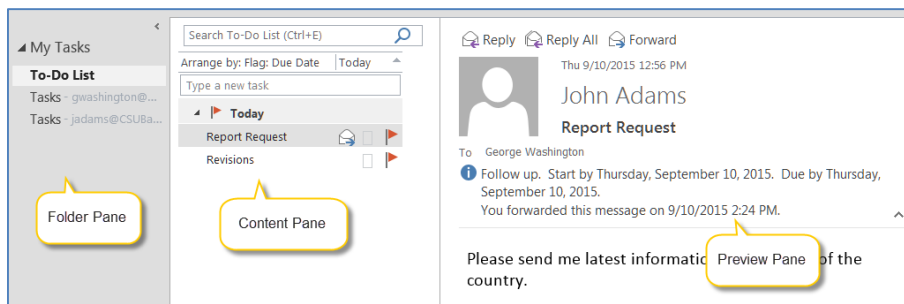 My Tasks
To-Do List
Tasks - gwashington@...
Tasks - jadams@CSUBa...
Folder Pane
Search To-Do List (Ctrl+E)
Arrange by: Flag: Due Date Today
Type a new task
Today
Report Request
Revisions
Content Pane
Reply Reply All Forward
Thu 9/10/2015 12:56 PM
John Adams
Report Request
To George Washington
Follow up. Start by Thursday, September 10, 2015. Due by Thursday,
September 10, 2015.
You forwarded this message on 9/10/2015 2:24 PM.
Please send me latest of the
country.
Preview Pane